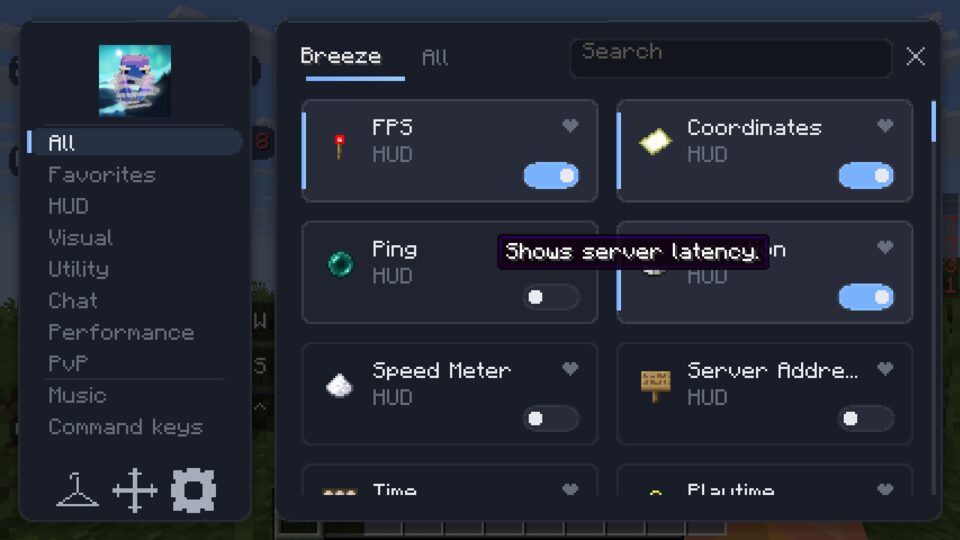 Breeze
All
Search
All
Favorites
HUD
Visual
Utility
Chat
Performance
PvP
Music
Command keys
FPS
HUD
Coordinates
HUD
Ping
HUD
Shows server latency.
HUD
Speed Meter
HUD
Server Addre...
HUD
Time
Playtime
W
S
8